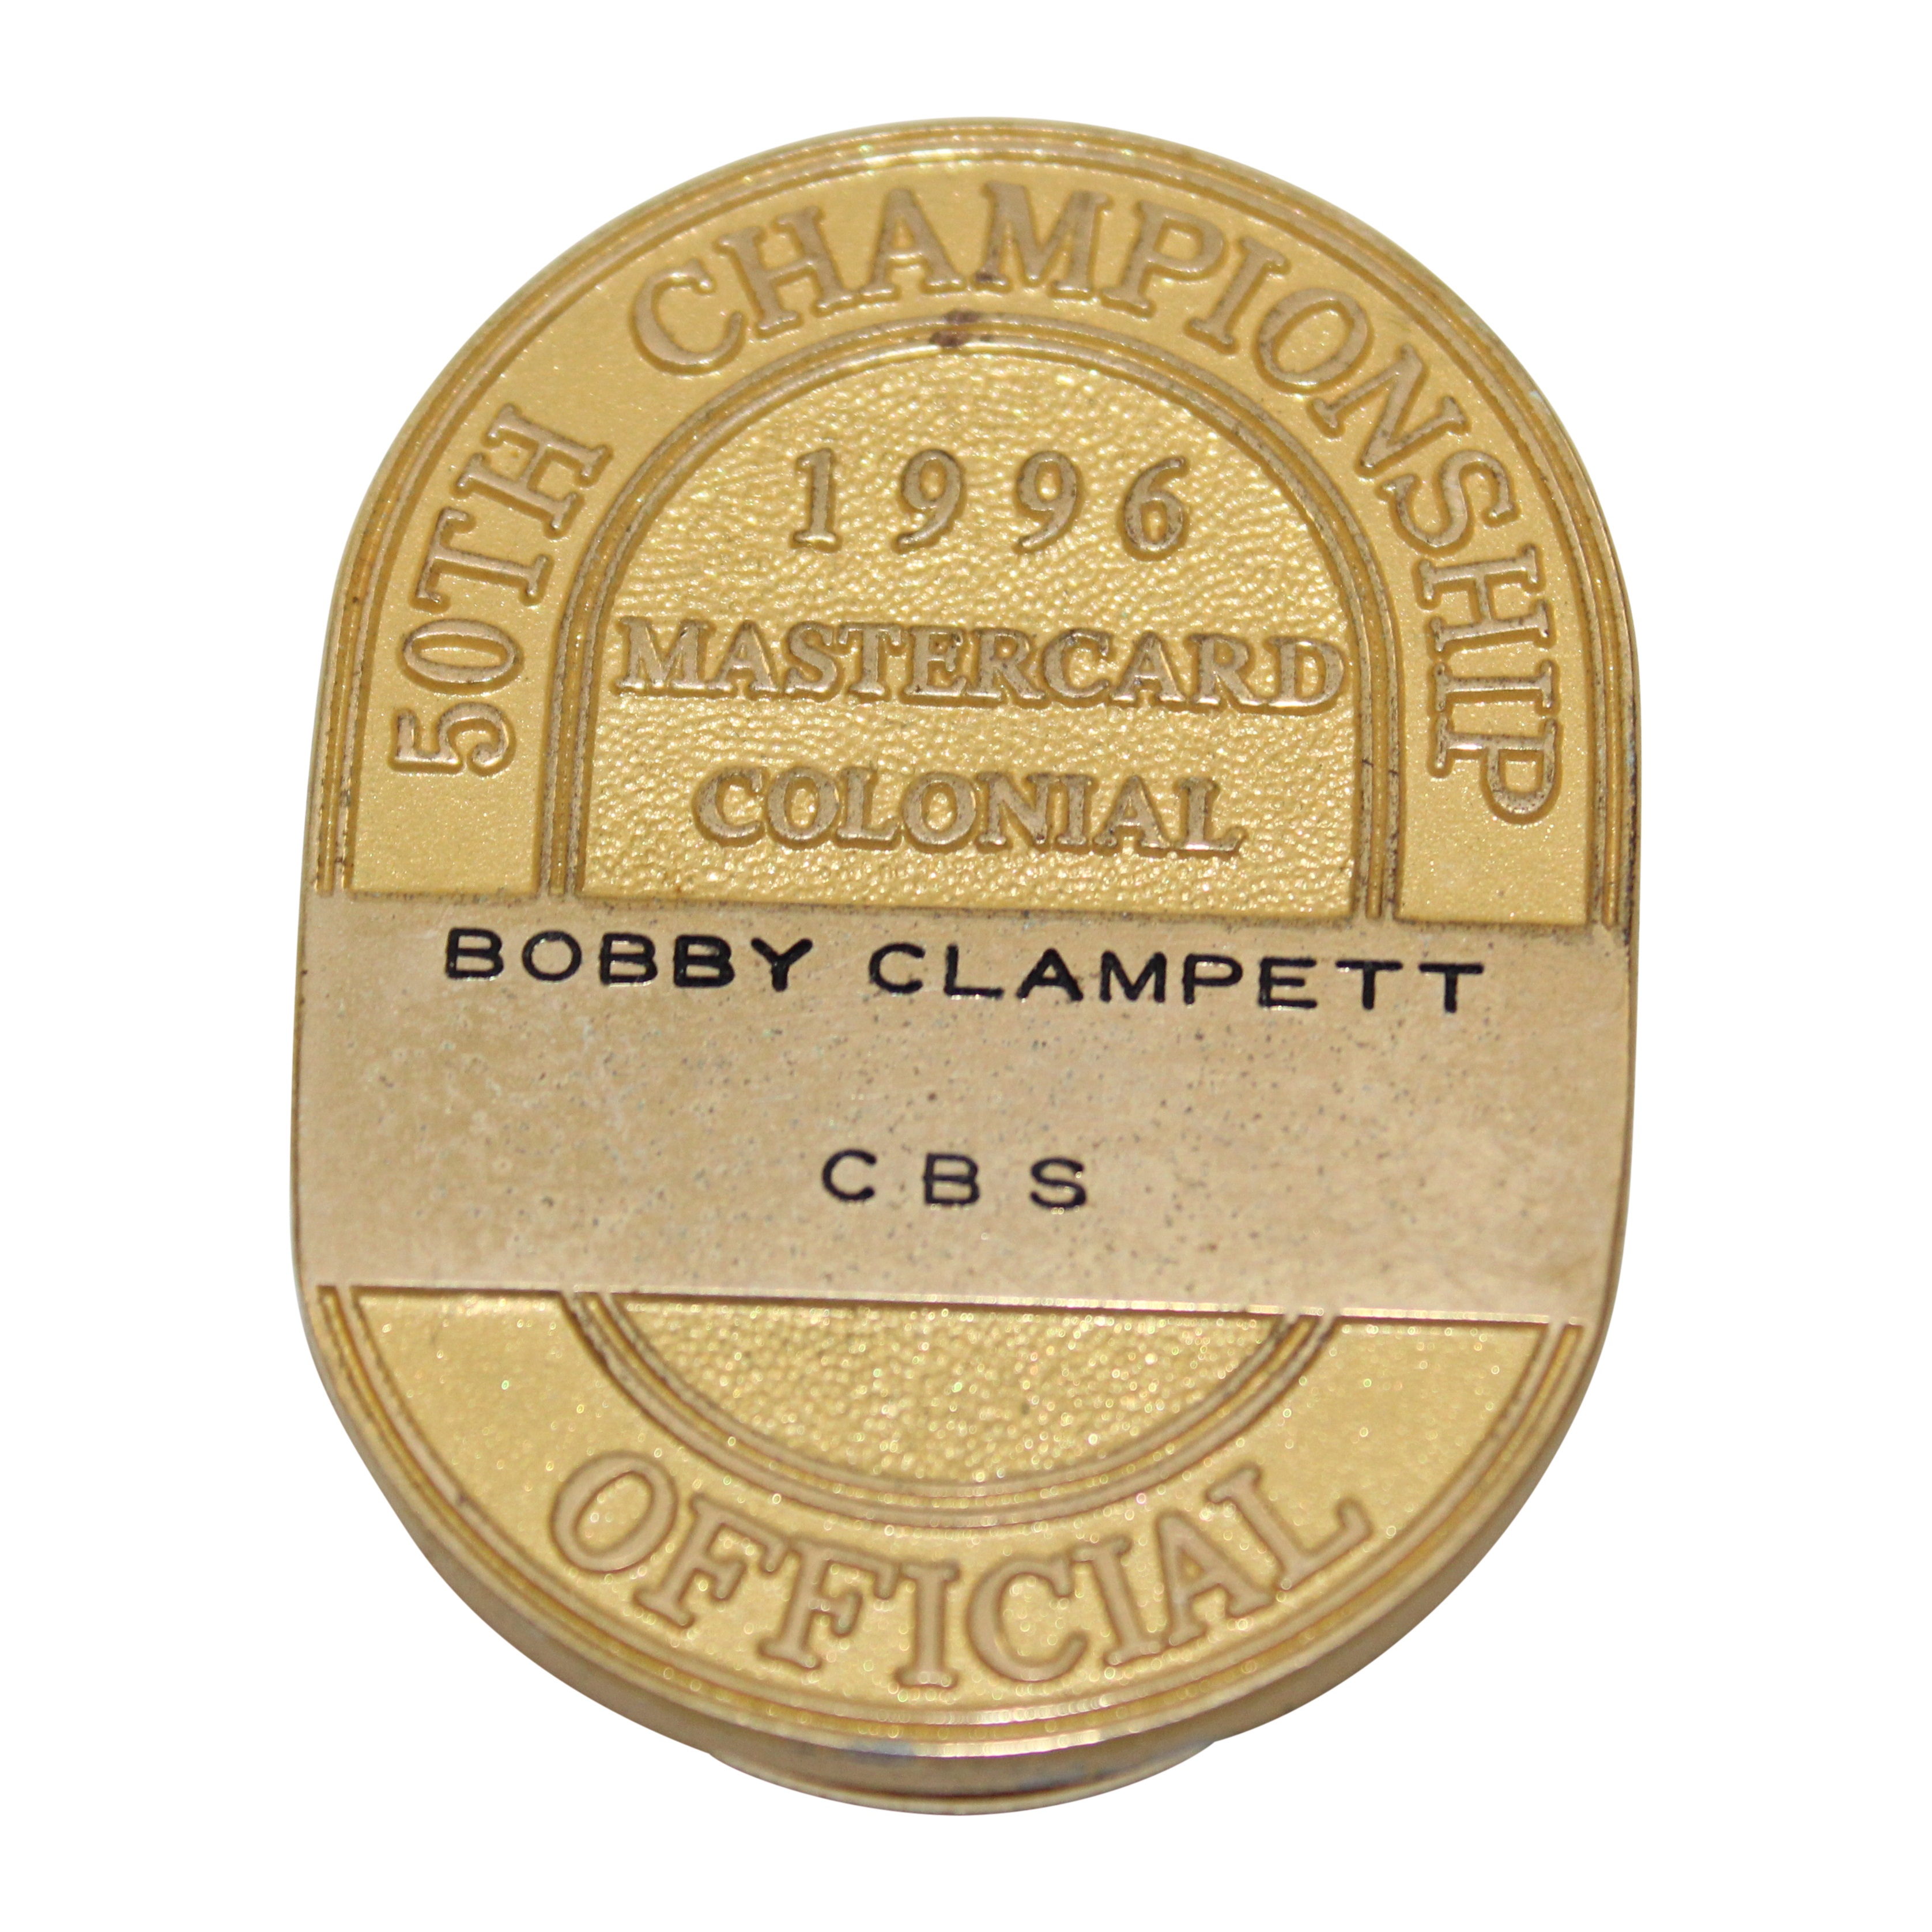 50TH CHAMPIONSHIP
1996
MASTERCARD
COLONIAL
BOBBY CLAMPETT
CBS
OFFICIAL